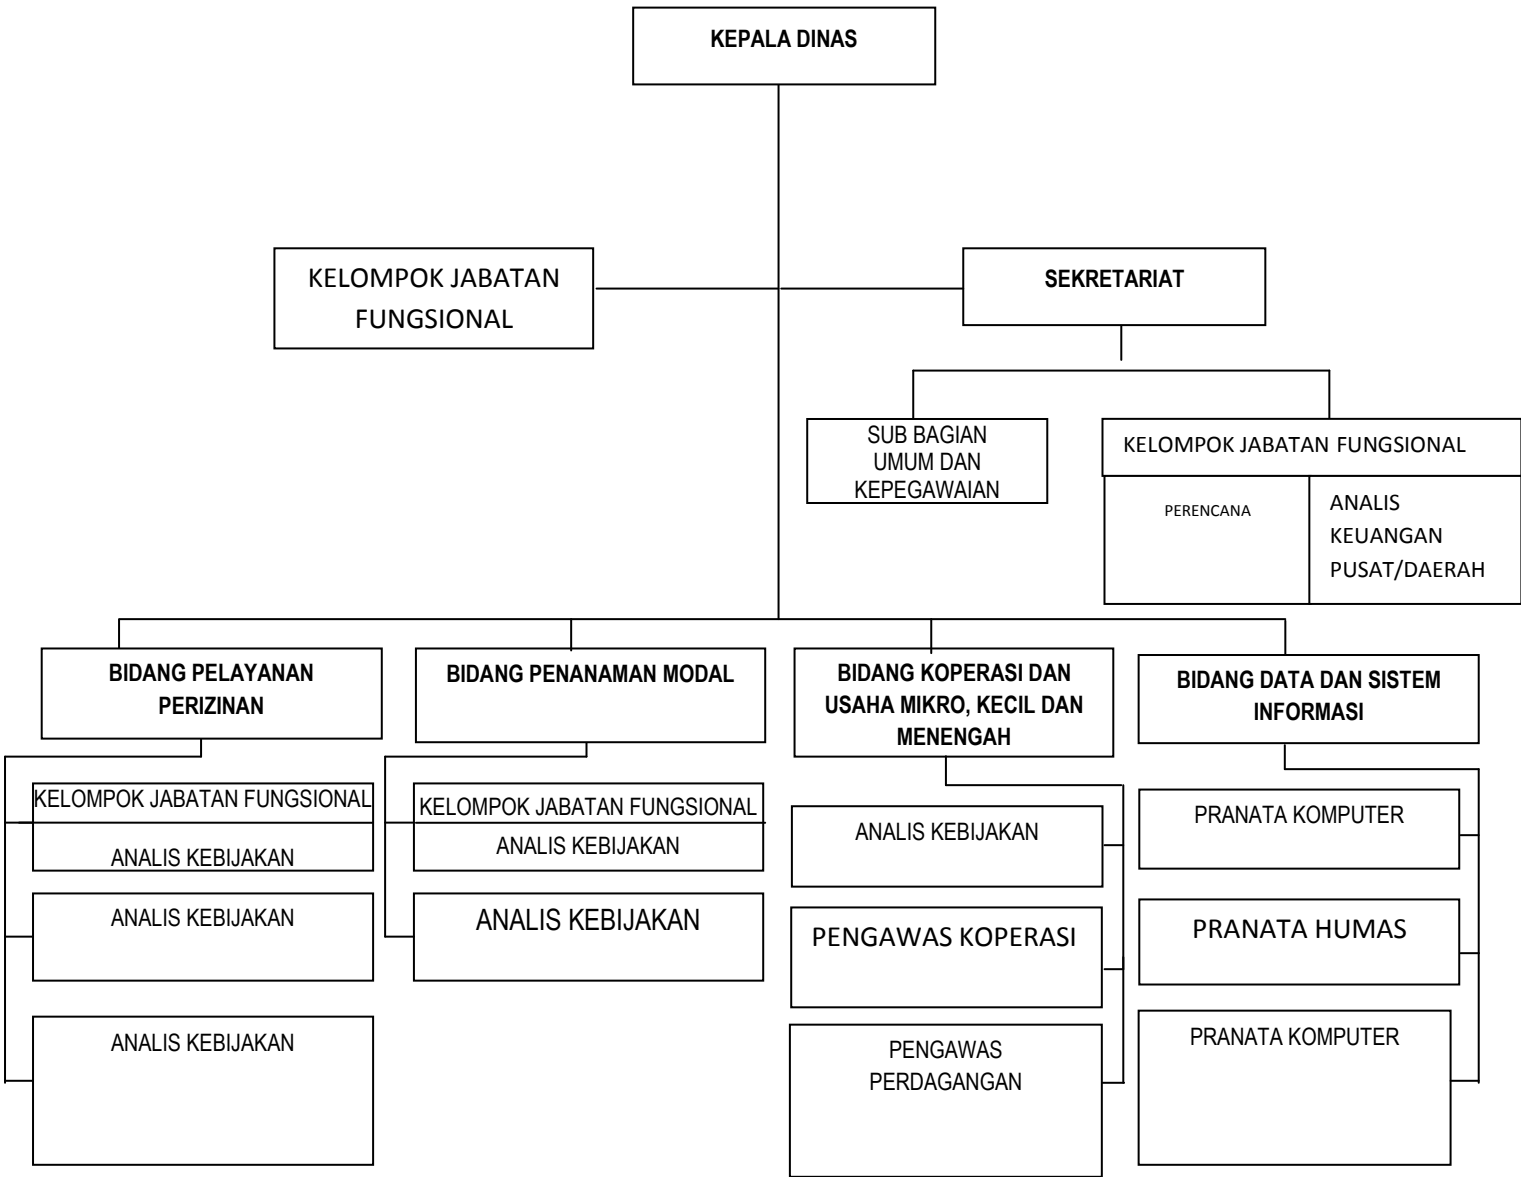 KEPALA DINAS
KELOMPOK JABATAN
FUNGSIONAL
SEKRETARIAT
SUB BAGIAN
UMUM DAN
KEPEGAWAIAN
KELOMPOK JABATAN FUNGSIONAL
PERENCANA
ANALIS
KEUANGAN
PUSAT/DAERAH
BIDANG PELAYANAN
PERIZINAN
BIDANG PENANAMAN MODAL
BIDANG KOPERASI DAN
USAHA MIKRO, KECIL DAN
MENENGAH
BIDANG DATA DAN SISTEM
INFORMASI
KELOMPOK JABATAN FUNGSIONAL
ANALIS KEBIJAKAN
ANALIS KEBIJAKAN
ANALIS KEBIJAKAN
KELOMPOK JABATAN FUNGSIONAL
ANALIS KEBIJAKAN
ANALIS KEBIJAKAN
ANALIS KEBIJAKAN
PENGAWAS KOPERASI
PENGAWAS
PERDAGANGAN
PRANATA KOMPUTER
PRANATA HUMAS
PRANATA KOMPUTER